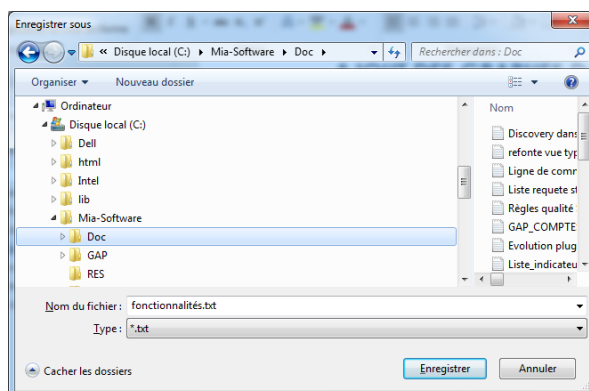 Enregistrer sous
« Disque local (C:) ▸ Mia-Software ▸ Doc ▸
Rechercher dans : Doc
Organiser
Nouveau dossier
Ordinateur
Disque local (C:)
Dell
html
Intel
lib
Mia-Software
Doc
GAP
RES
Nom
Discovery dans
refonte vue typ
Ligne de comr
Liste requete st
Règles qualité
GAP_COMPTE
Evolution plug
Liste_indicateu
Nom du fichier : fonctionnalités.txt
Type : *.txt
Cacher les dossiers
Enregistrer
Annuler